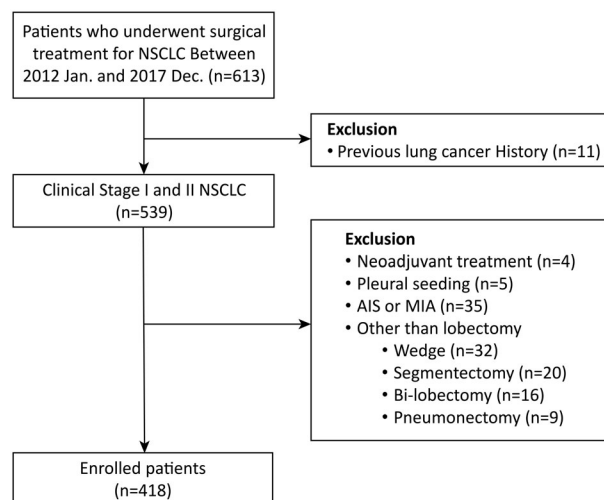 Patients who underwent surgical
treatment for NSCLC Between
2012 Jan. and 2017 Dec. (n=613)
Exclusion
• Previous lung cancer History (n=11)
Clinical Stage I and II NSCLC
(n=539)
Exclusion
• Neoadjuvant treatment (n=4)
• Pleural seeding (n=5)
• AIS or MIA (n=35)
• Other than lobectomy
• Wedge (n=32)
• Segmentectomy (n=20)
• Bi-lobectomy (n=16)
• Pneumonectomy (n=9)
Enrolled patients
(n=418)